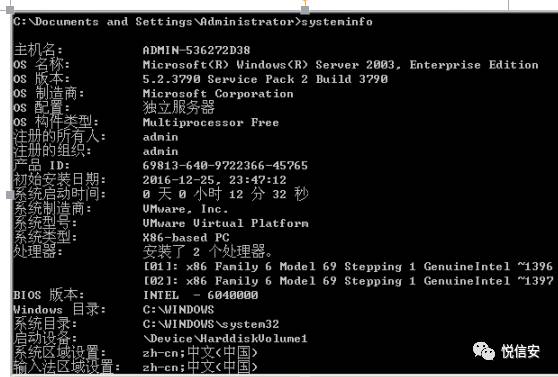 C:\Documents and Settings\Administrator>systeminfo
主机名: ADMIN-536272D38
OS 名称: Microsoft(R) Windows(R) Server 2003, Enterprise Edition
OS 版本: 5.2.3790 Service Pack 2 Build 3790
OS 制造商: Microsoft Corporation
OS 配置: 独立服务器
OS 构件类型: Multiprocessor Free
注册的所有人: admin
注册的组织: admin
产品 ID: 69813-640-9722366-45765
初始安装日期: 2016-12-25, 23:47:12
系统启动时间: 0 天 0 小时 12 分 32 秒
系统制造商: VMware, Inc.
系统型号: VMware Virtual Platform
系统类型: X86-based PC
处理器: 安装了 2 个处理器。
[01]: x86 Family 6 Model 69 Stepping 1 GenuineIntel ~1396
[02]: x86 Family 6 Model 69 Stepping 1 GenuineIntel ~1397
BIOS 版本: INTEL - 6040000
Windows 目录: C:\WINDOWS
系统目录: C:\WINDOWS\system32
启动设备: \Device\HarddiskVolume1
系统区域设置: zh-cn;中文(中国)
输入法区域设置: zh-cn;中文(中国)
悦信安